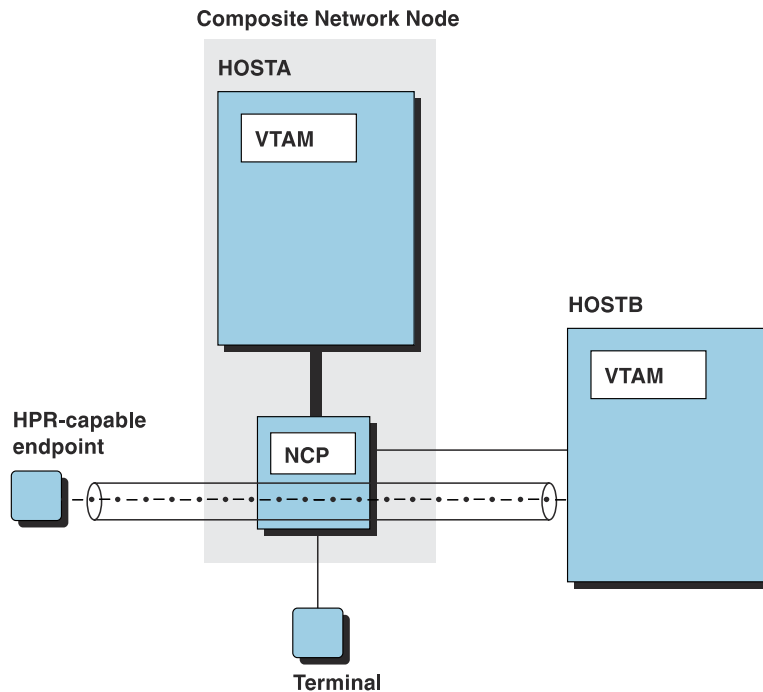 Composite Network Node
HOSTA
VTAM
HOSTB
VTAM
HPR-capable
endpoint
NCP
Terminal